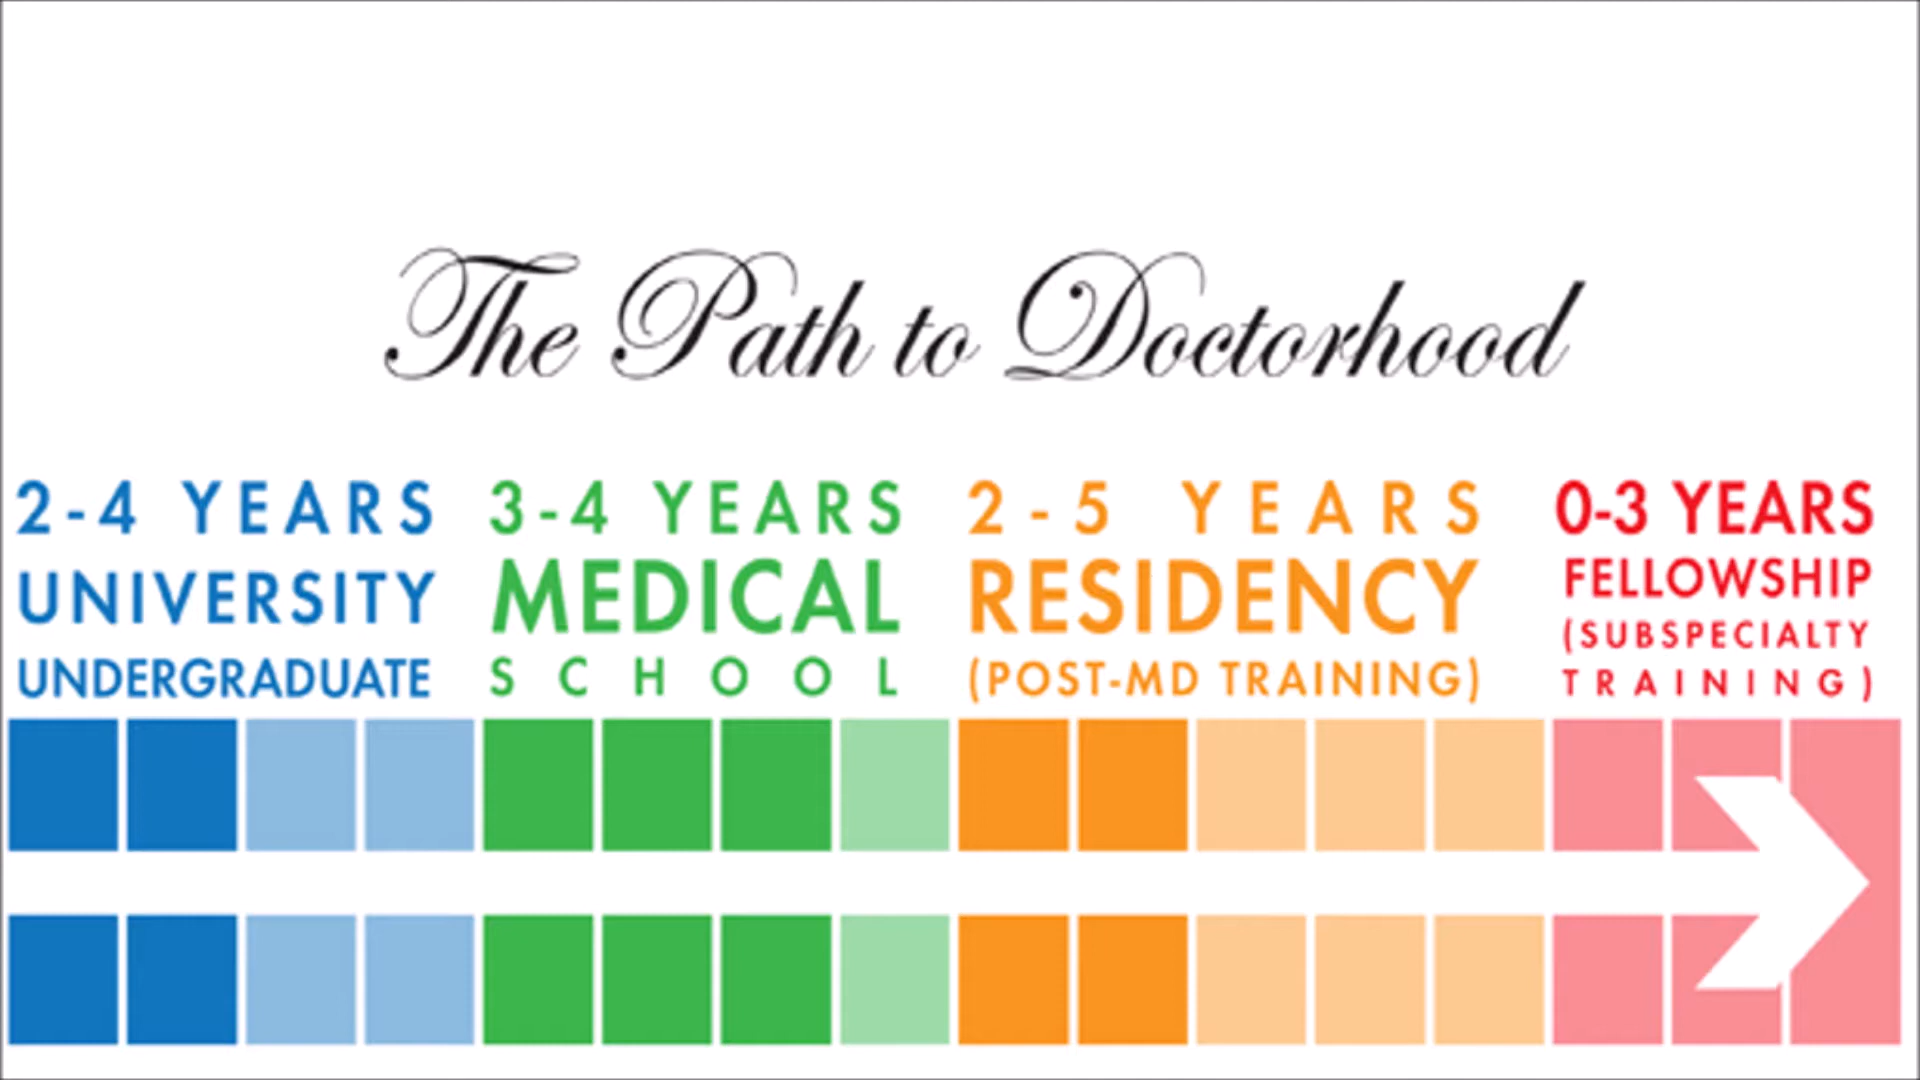 The Path to Doctorhood
2-4 YEARS
UNIVERSITY
UNDERGRADUATE
3-4 YEARS
MEDICAL
SCHOOL
2-5 YEARS
RESIDENCY
(POST-MD TRAINING)
0-3 YEARS
FELLOWSHIP
(SUBSPECIALTY
TRAINING)